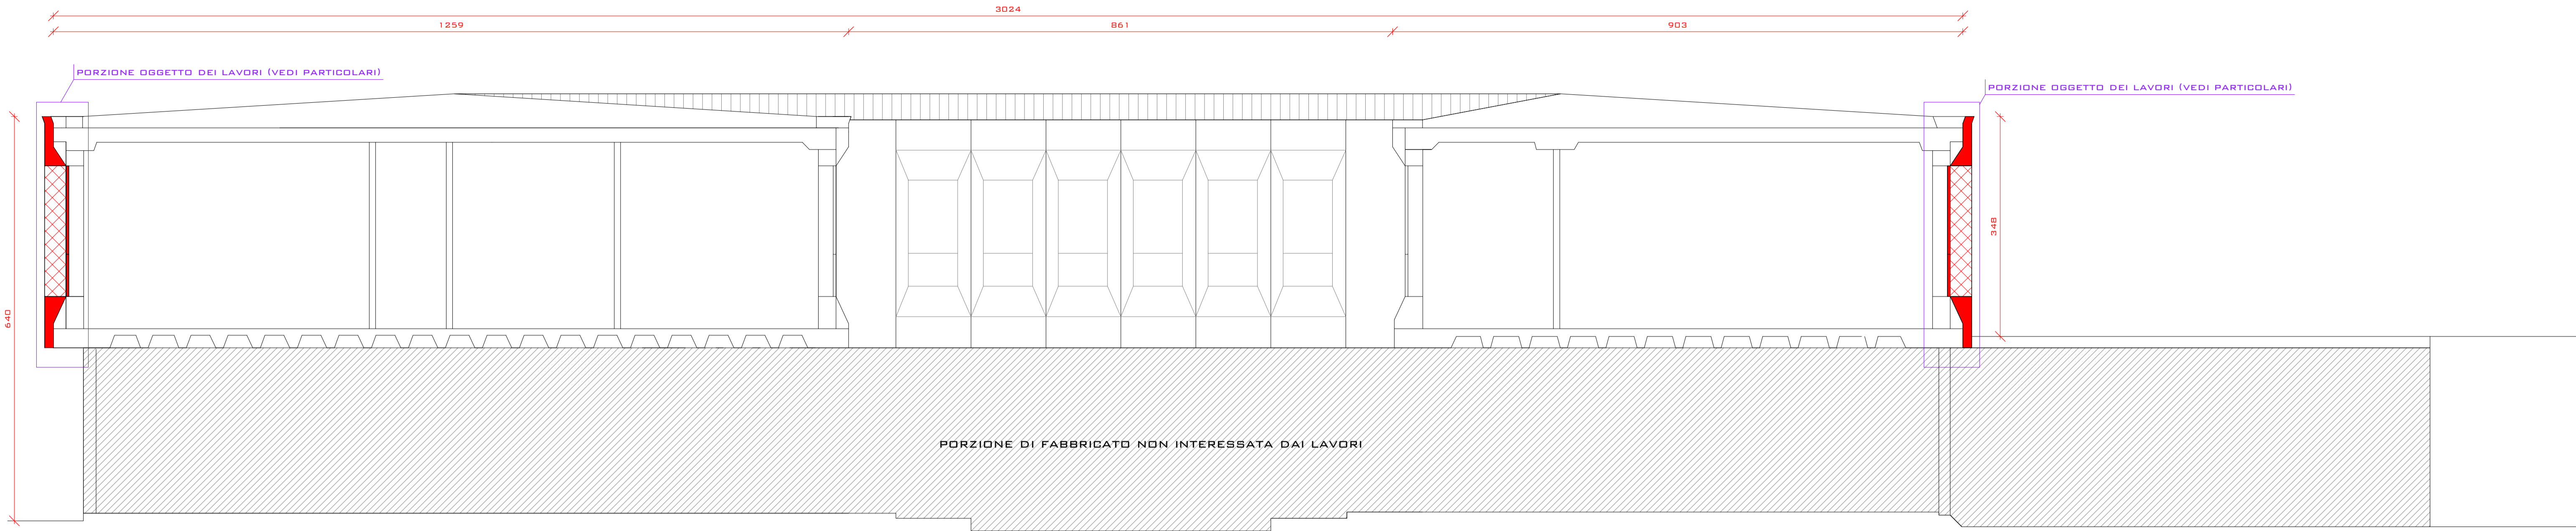 3024
1259
861
903
PORZIONE OGGETTO DEI LAVORI (VEDI PARTICOLARI)
PORZIONE OGGETTO DEI LAVORI (VEDI PARTICOLARI)
348
640
PORZIONE DI FABBRICATO NON INTERESSATA DAI LAVORI